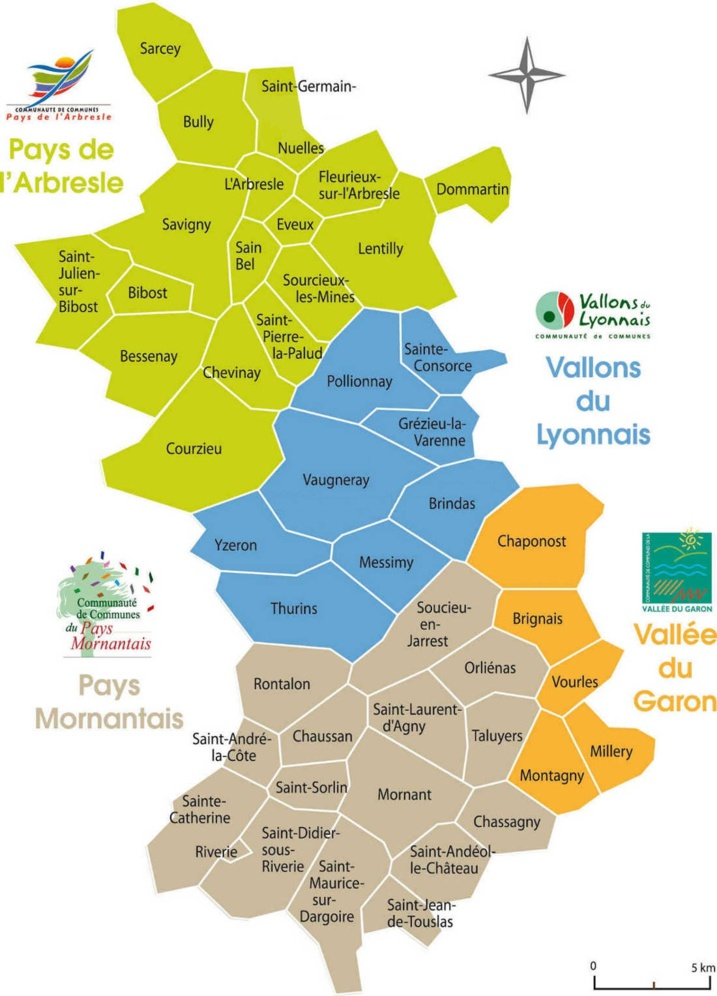 Sarcey
Saint-Germain-
Nuelles
COMMUNAUTÉ DE COMMUNES
Pays de l'Arbresle
Bully
Pays de
l'Arbresle
L'Arbresle
Fleurieux-
sur-l'Arbresle
Dommartin
Savigny
Eveux
Lentilly
Sain
Bel
Saint-
Julien-
sur-
Bibost
Bibost
Sourcieux-
les-Mines
Saint-
Pierre-
la-Palud
Bessenay
Chevinay
Courzieu
Vallons du
Lyonnais
COMMUNAUTÉ de COMMUNES
Vallons
du
Lyonnais
Sainte-
Consorce
Pollionnay
Grézieu-la-
Varenne
Vaugneray
Brindas
Yzeron
Messimy
Thurins
Chaponost
COMMUNAUTÉ DE COMMUNES DE LA
VALLÉE DU GARON
Vallée
du
Garon
Brignais
Vourles
Millery
Montagny
Communauté
de Communes
du Pays
Mornantais
Pays
Mornantais
Soucieu-
en-
Jarrest
Orliénas
Rontalon
Saint-Laurent-
d'Agny
Taluyers
Chaussan
Saint-André-
la-Côte
Saint-Sorlin
Mornant
Sainte-
Catherine
Chassagny
Riverie
Saint-Didier-
sous-
Riverie
Saint-Andéol-
le-Château
Saint-
Maurice-
sur-
Dargoire
Saint-Jean-
de-Touslas
0 5 km